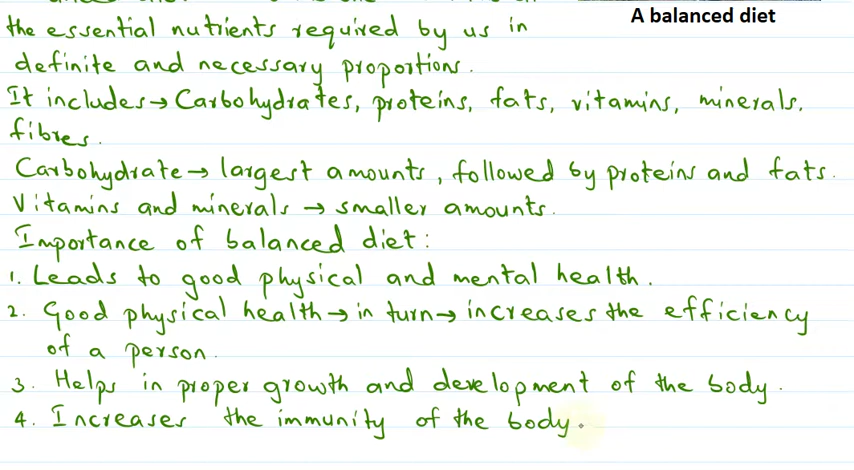 A balanced diet
the essential nutrients required by us in
definite and necessary proportions.
It includes → Carbohydrates, proteins, fats, vitamins, minerals,
fibres.
Carbohydrate → largest amounts, followed by proteins and fats.
Vitamins and minerals → smaller amounts.
Importance of balanced diet:
1. Leads to good physical and mental health.
2. Good physical health → in turn → increases the efficiency
of a person.
3. Helps in proper growth and development of the body.
4. Increases the immunity of the body.